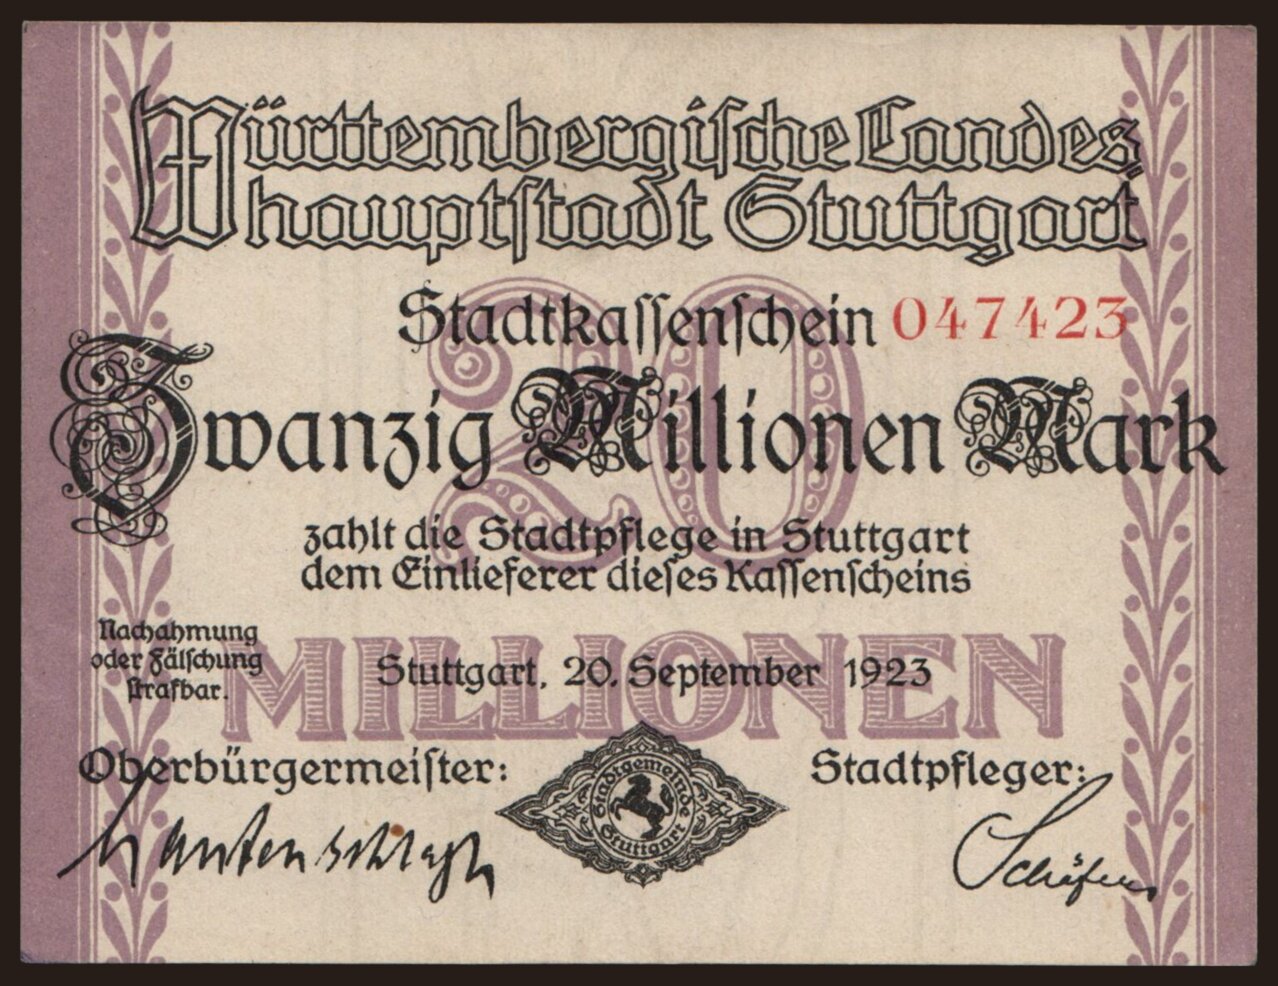 Württembergische Landes
hauptstadt Stuttgart
20
Stadtkassenschein 047423
Zwanzig Millionen Mark
zahlt die Stadtpflege in Stuttgart
dem Einlieferer dieses Kassenscheins
Nachahmung
oder Fälschung
strafbar.
MILLIONEN
Stuttgart, 20. September 1923
Oberbürgermeister:
Stadtpfleger:
Lautenschlager
Stadtgemeinde
Stuttgart